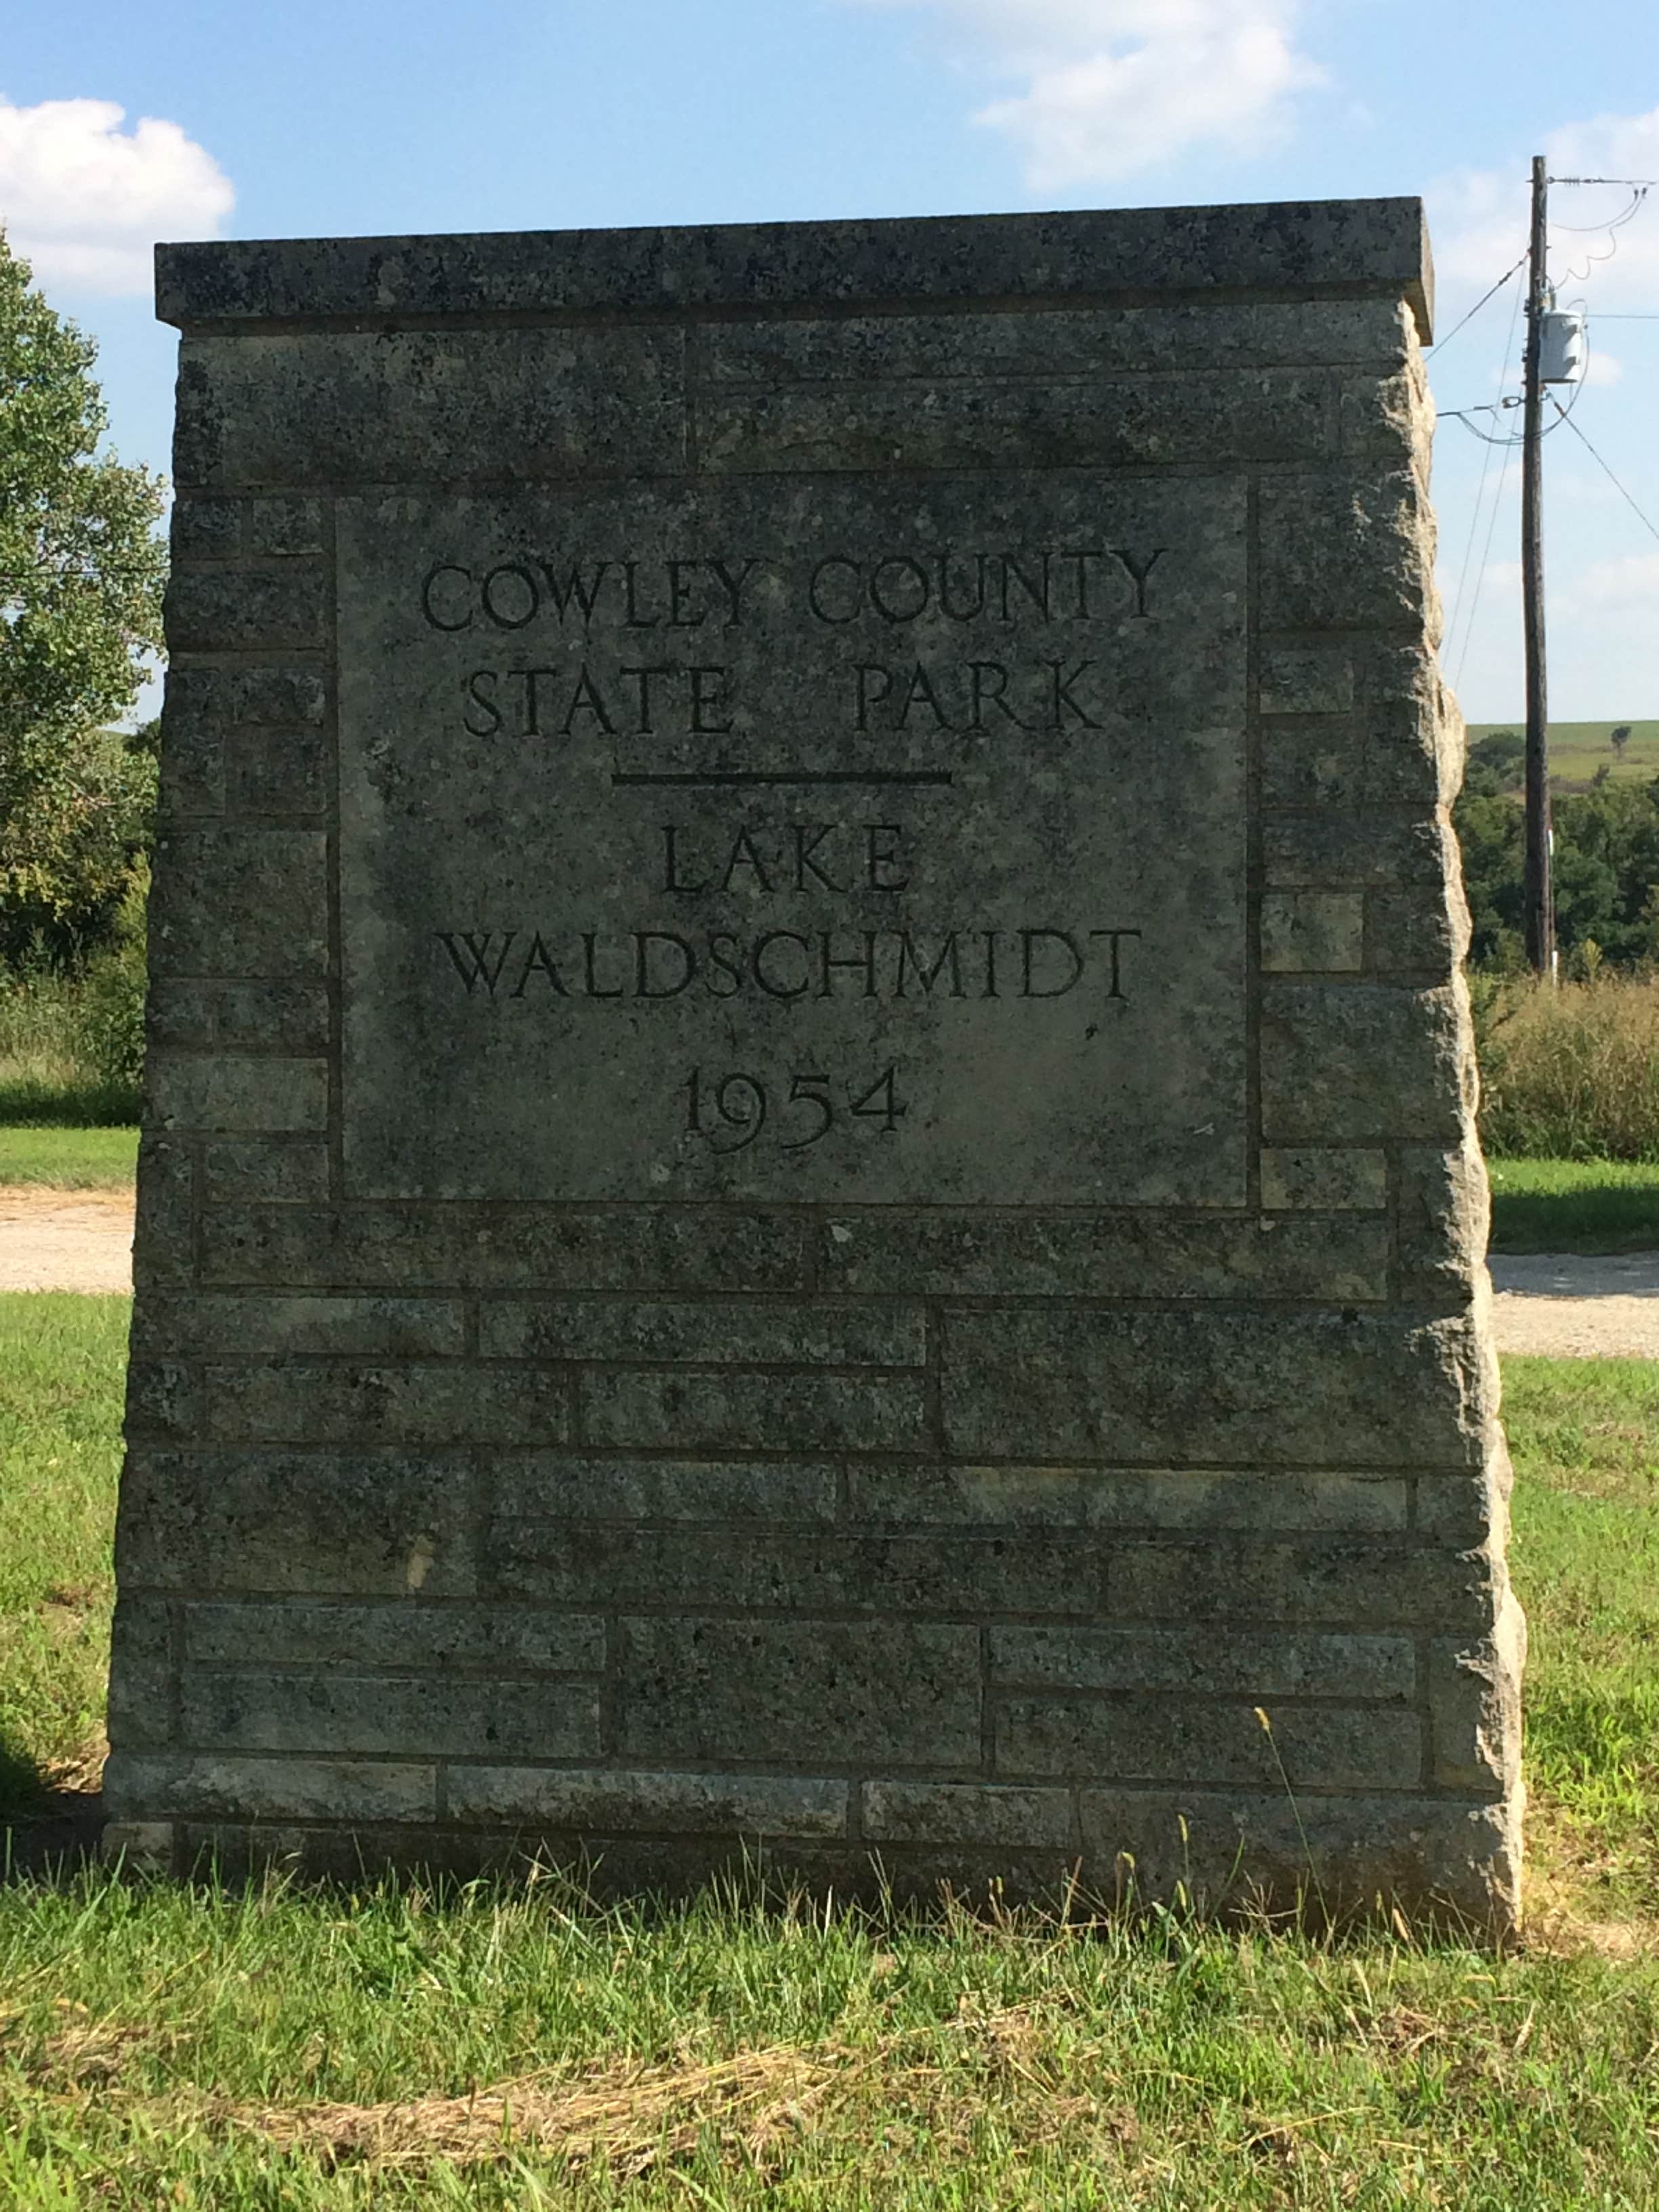 COWLEY COUNTY
STATE PARK
LAKE
WALDSCHMIDT
1954